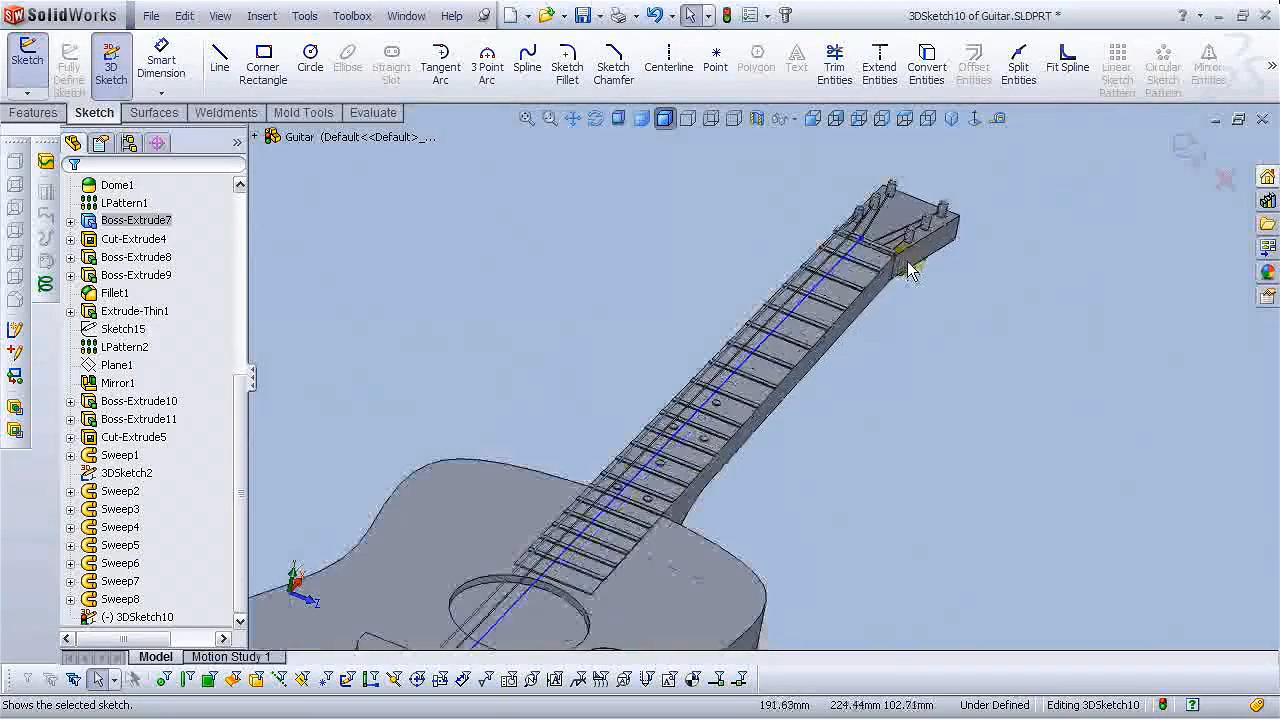 SolidWorks File Edit View Insert Tools Toolbox Window Help 3DSketch10 of Guitar.SLDPRT *
Sketch Fully Define Sketch 3D Sketch Smart Dimension Line Corner Rectangle Circle Ellipse Straight Slot Tangent Arc 3 Point Arc Spline Sketch Fillet Sketch Chamfer Centerline Point Polygon Text Trim Entities Extend Entities Convert Entities Offset Entities Split Entities Fit Spline Linear Sketch Pattern Circular Sketch Pattern Mirror Entities
Features Sketch Surfaces Weldments Mold Tools Evaluate
Guitar (Default<<Default>_...
Dome1
LPattern1
Boss-Extrude7
Cut-Extrude4
Boss-Extrude8
Boss-Extrude9
Fillet1
Extrude-Thin1
Sketch15
LPattern2
Plane1
Mirror1
Boss-Extrude10
Boss-Extrude11
Cut-Extrude5
Sweep1
3DSketch2
Sweep2
Sweep3
Sweep4
Sweep5
Sweep6
Sweep7
Sweep8
(-) 3DSketch10
Z
Model Motion Study 1
Shows the selected sketch. 191.63mm 224.44mm 102.71mm Under Defined Editing 3DSketch10